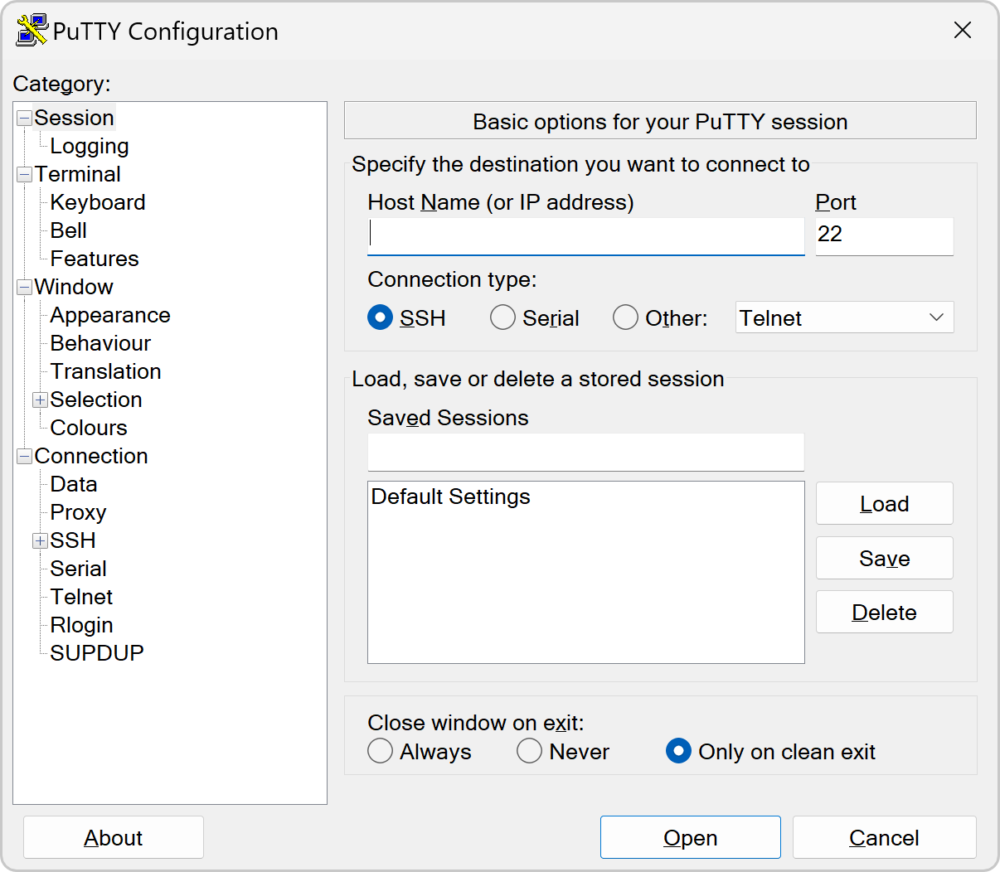 PuTTY Configuration
Category:
Session
Logging
Terminal
Keyboard
Bell
Features
Window
Appearance
Behaviour
Translation
Selection
Colours
Connection
Data
Proxy
SSH
Serial
Telnet
Rlogin
SUPDUP
Basic options for your PuTTY session
Specify the destination you want to connect to
Host Name (or IP address) Port
22
Connection type:
SSH Serial Other: Telnet
Load, save or delete a stored session
Saved Sessions
Default Settings
Load
Save
Delete
Close window on exit:
Always Never Only on clean exit
About Open Cancel